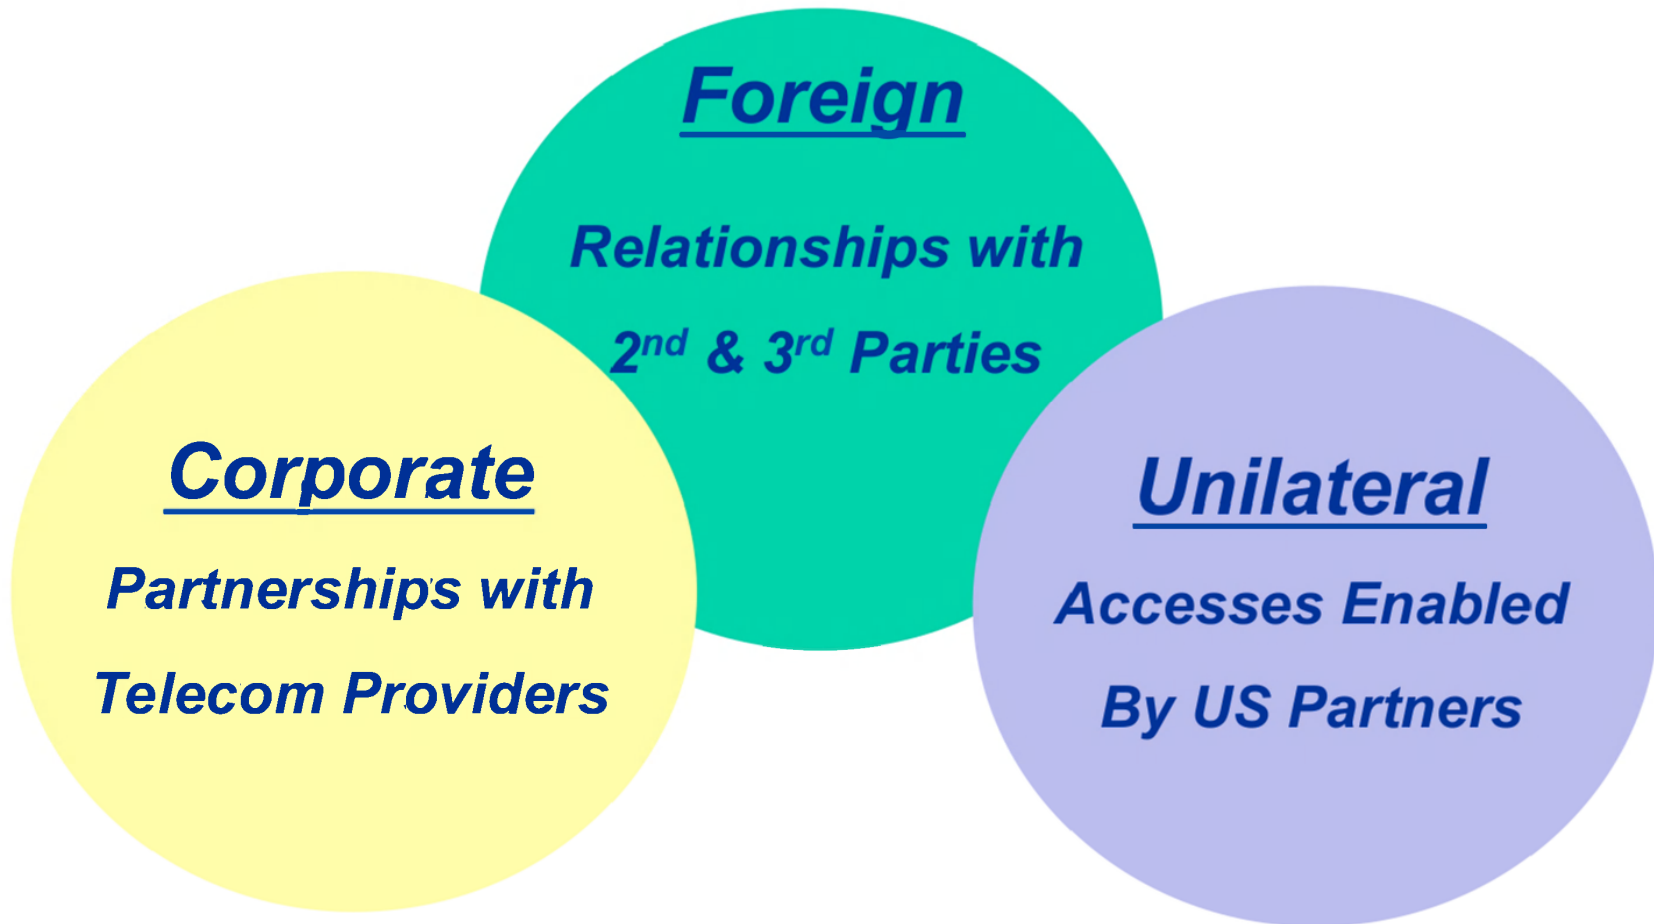 Foreign
Relationships with
2nd & 3rd Parties
Corporate
Partnerships with
Telecom Providers
Unilateral
Accesses Enabled
By US Partners